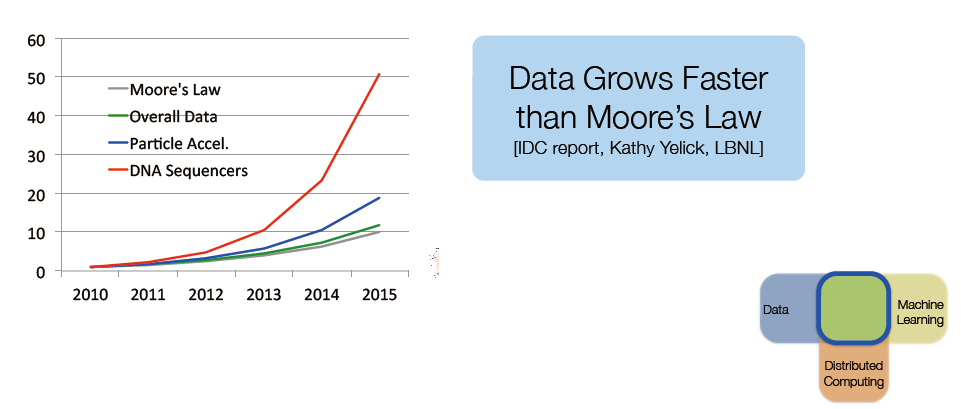 60
50
40
30
20
10
0
Moore's Law
Overall Data
Particle Accel.
DNA Sequencers
2010 2011 2012 2013 2014 2015
Data Grows Faster
than Moore’s Law
[IDC report, Kathy Yelick, LBNL]
Data
Machine
Learning
Distributed
Computing